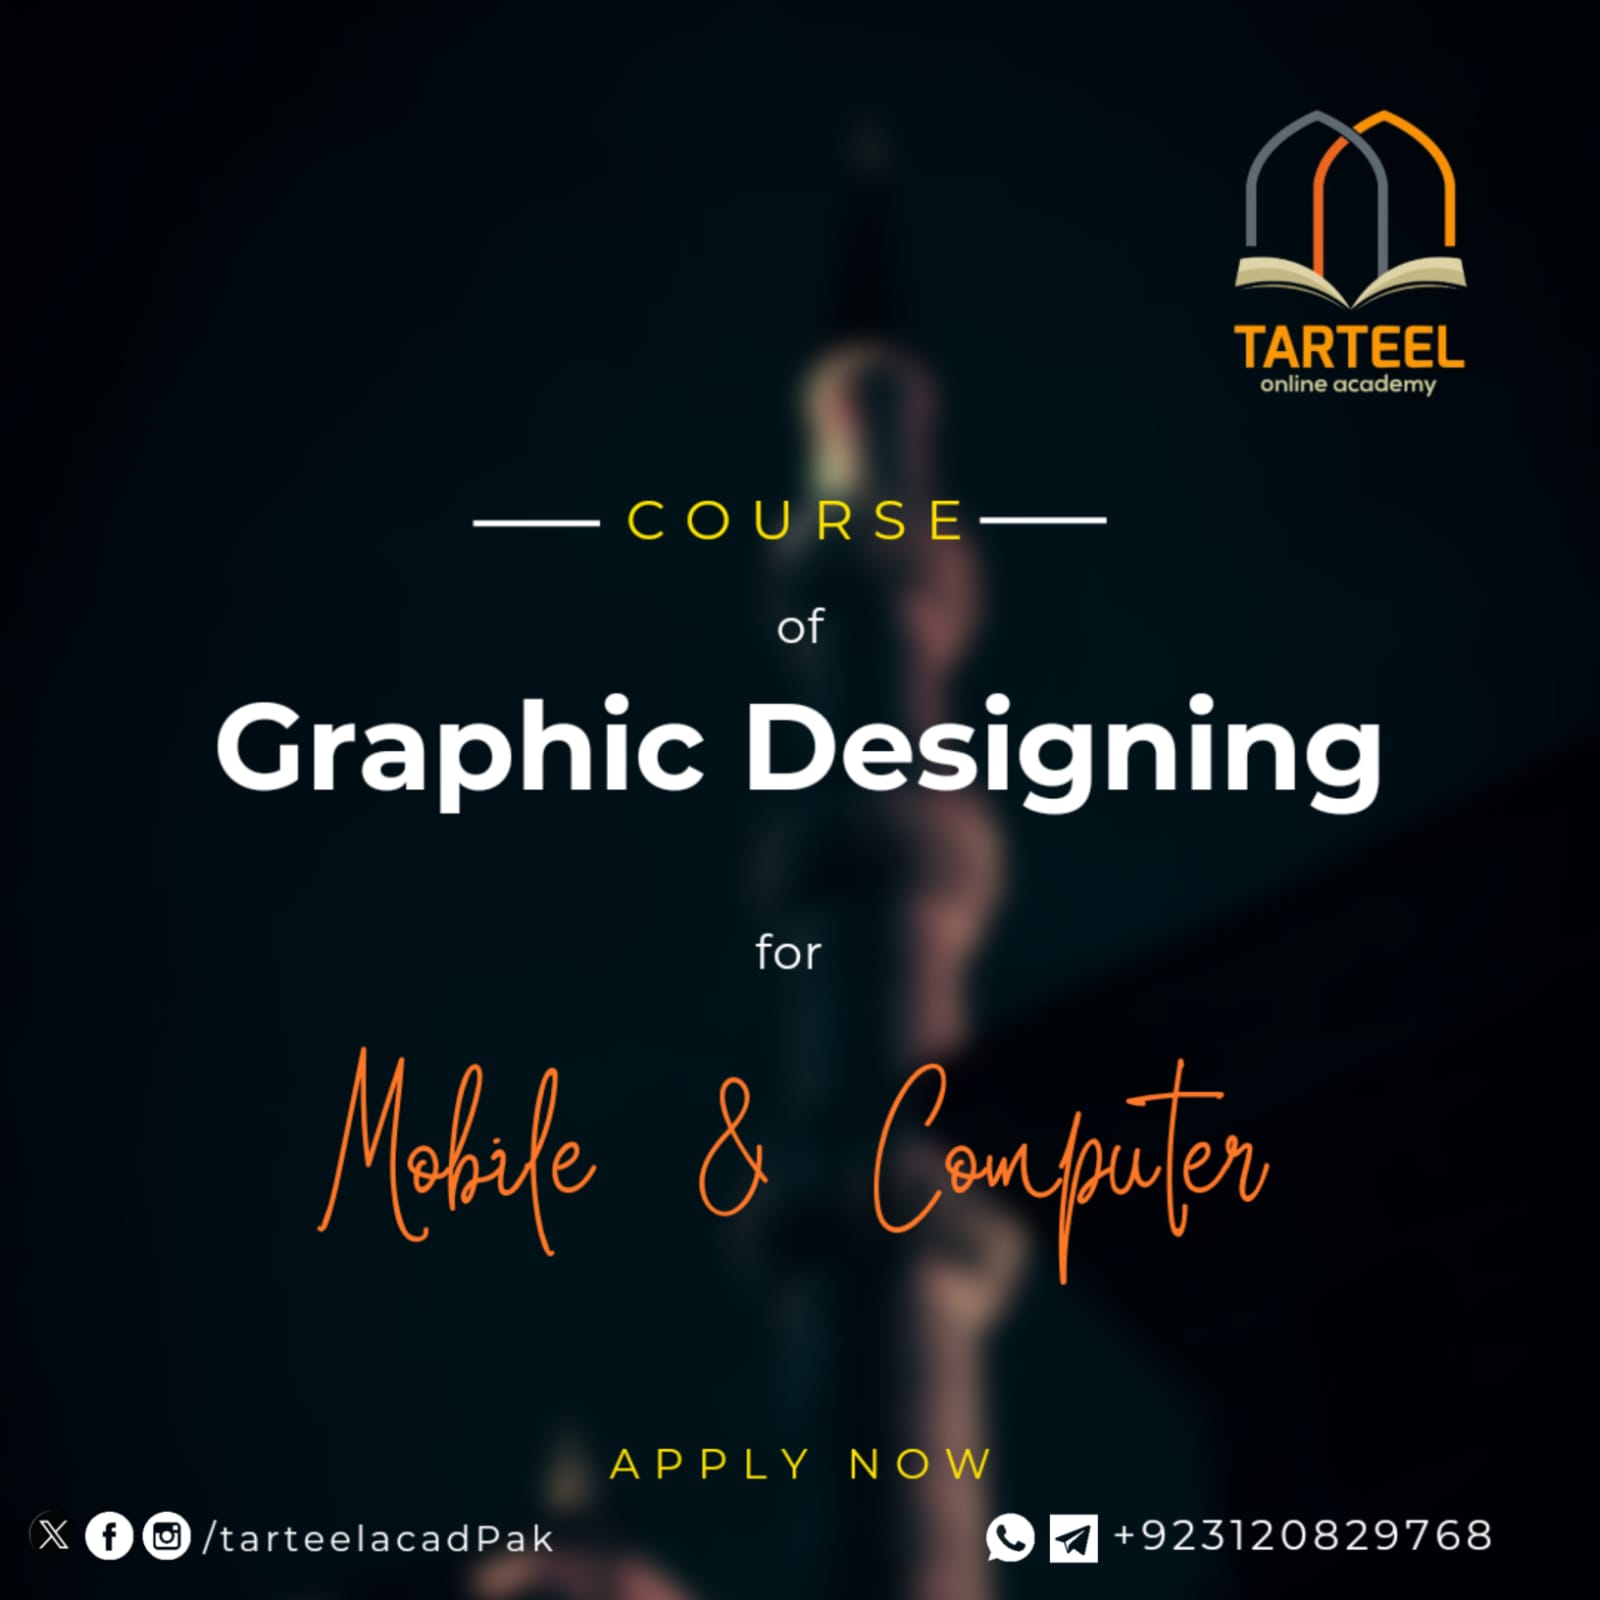 TARTEEL
online academy
COURSE
of
Graphic Designing
for
Mobile & Computer
APPLY NOW
/tarteelacadPak
+923120829768